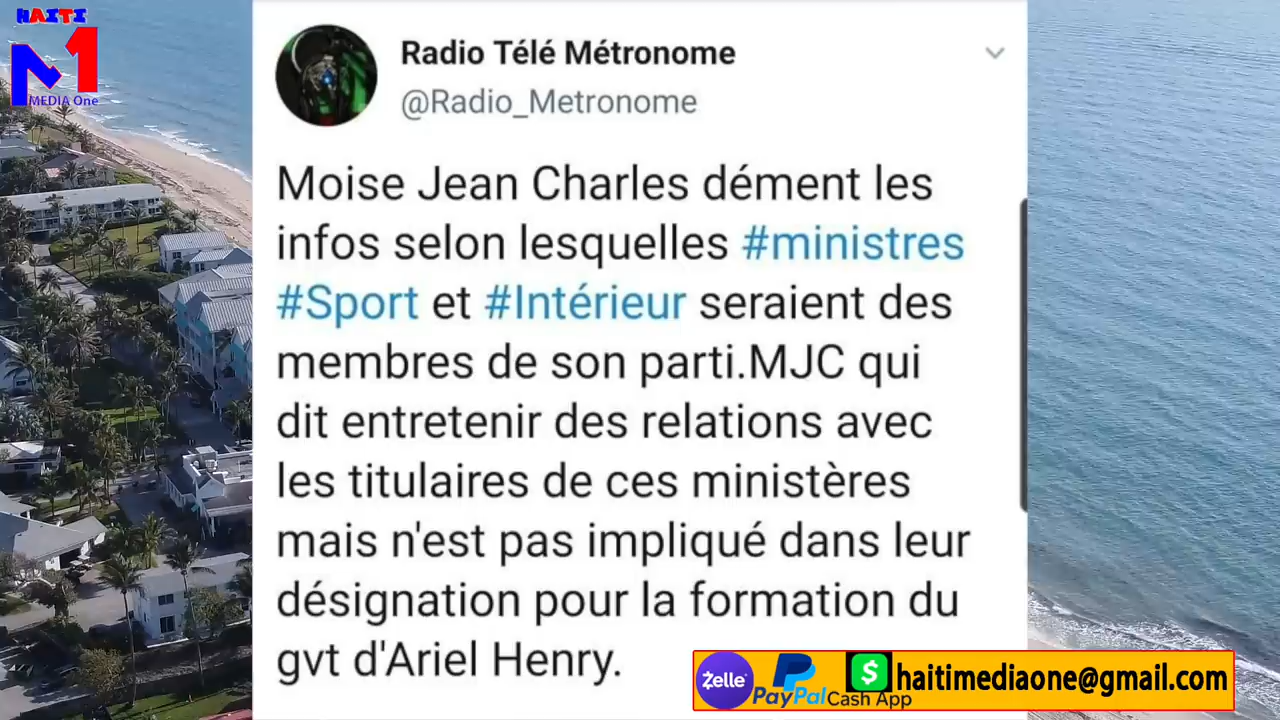 HAITI
M1
MEDIA One
Radio Télé Métronome
@Radio_Metronome
Moise Jean Charles dément les
infos selon lesquelles #ministres
#Sport et #Intérieur seraient des
membres de son parti.MJC qui
dit entretenir des relations avec
les titulaires de ces ministères
mais n'est pas impliqué dans leur
désignation pour la formation du
gvt d'Ariel Henry.
Zelle PayPal $ Cash App haitimediaone@gmail.com